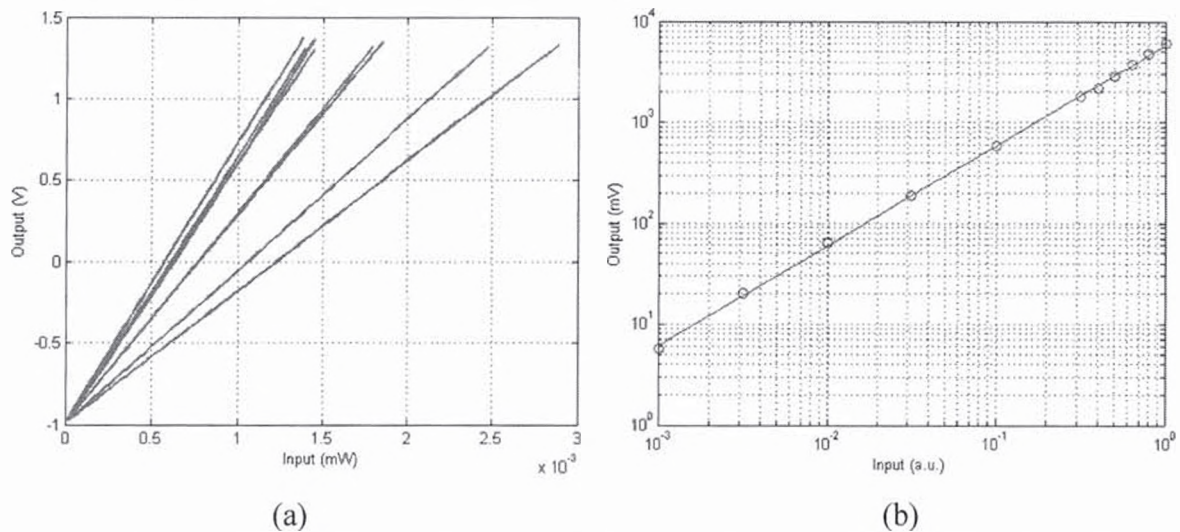 1.5
1
0.5
0
-0.5
-1
Output (V)
0 0.5 1 1.5 2 2.5 3
Input (mW)
x 10⁻³
(a)
10⁴
10³
10²
10¹
10⁰
Output (mV)
10⁻³ 10⁻² 10⁻¹ 10⁰
Input (a.u.)
(b)